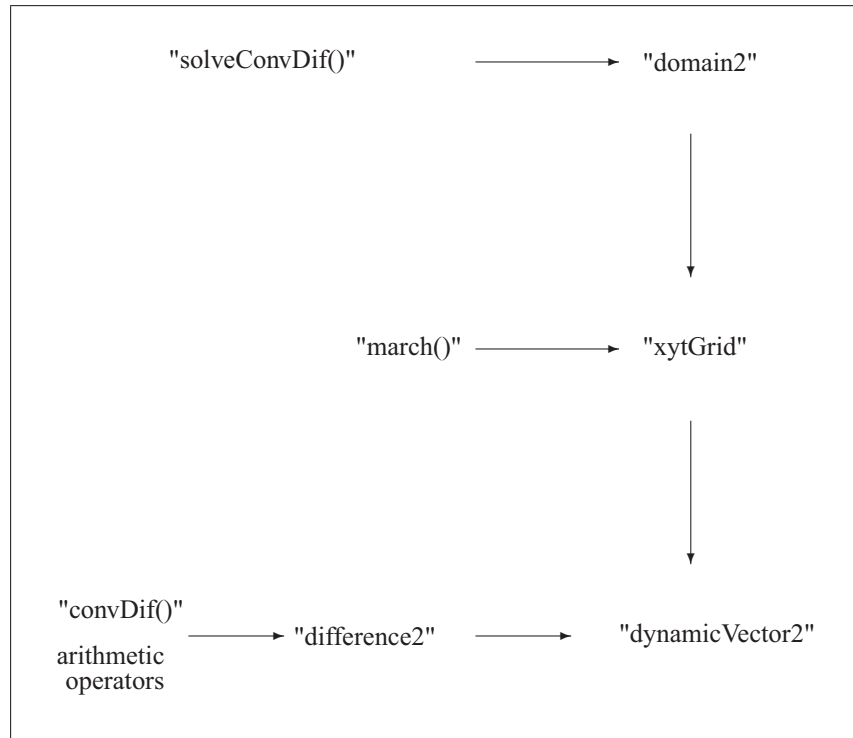 "solveConvDif()"
"domain2"
"march()"
"xytGrid"
"convDif()"
arithmetic
operators
"difference2"
"dynamicVector2"